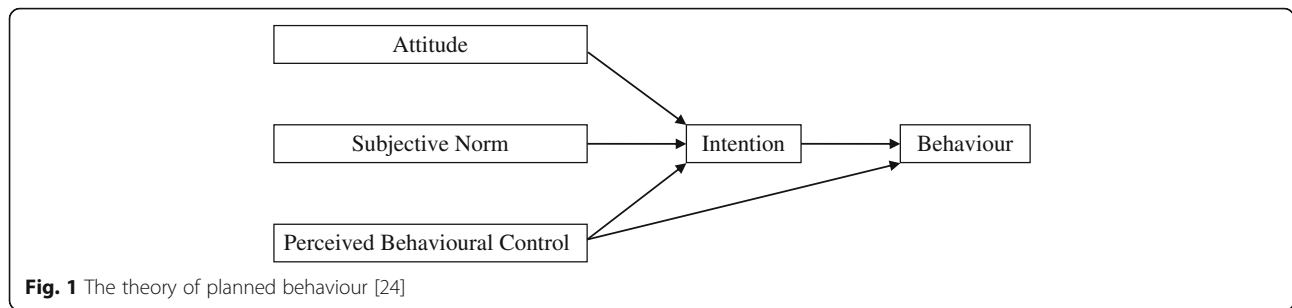 Attitude
Subjective Norm
Intention
Behaviour
Perceived Behavioural Control
Fig. 1 The theory of planned behaviour [24]